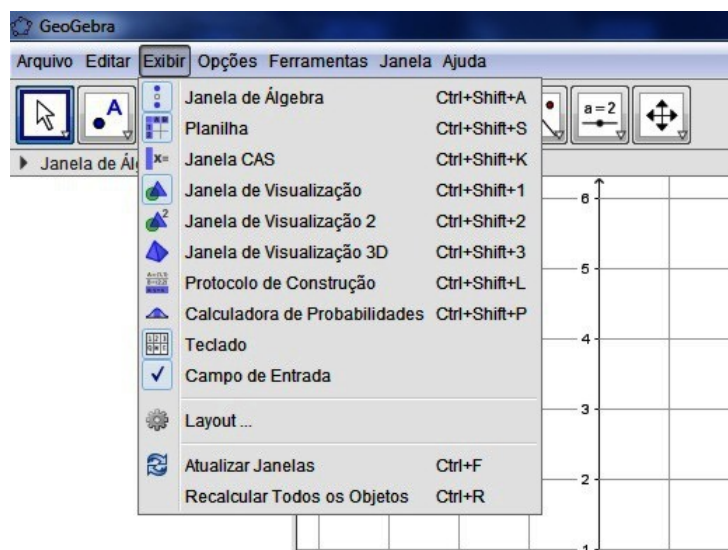 GeoGebra
Arquivo Editar Exibir Opções Ferramentas Janela Ajuda
A
a=2
Janela de Ál
Janela de Álgebra Ctrl+Shift+A
Planilha Ctrl+Shift+S
x= Janela CAS Ctrl+Shift+K
Janela de Visualização Ctrl+Shift+1
2 Janela de Visualização 2 Ctrl+Shift+2
Janela de Visualização 3D Ctrl+Shift+3
Protocolo de Construção Ctrl+Shift+L
Calculadora de Probabilidades Ctrl+Shift+P
Teclado
Campo de Entrada
Layout ...
Atualizar Janelas Ctrl+F
Recalcular Todos os Objetos Ctrl+R
6
5
4
3
2
1